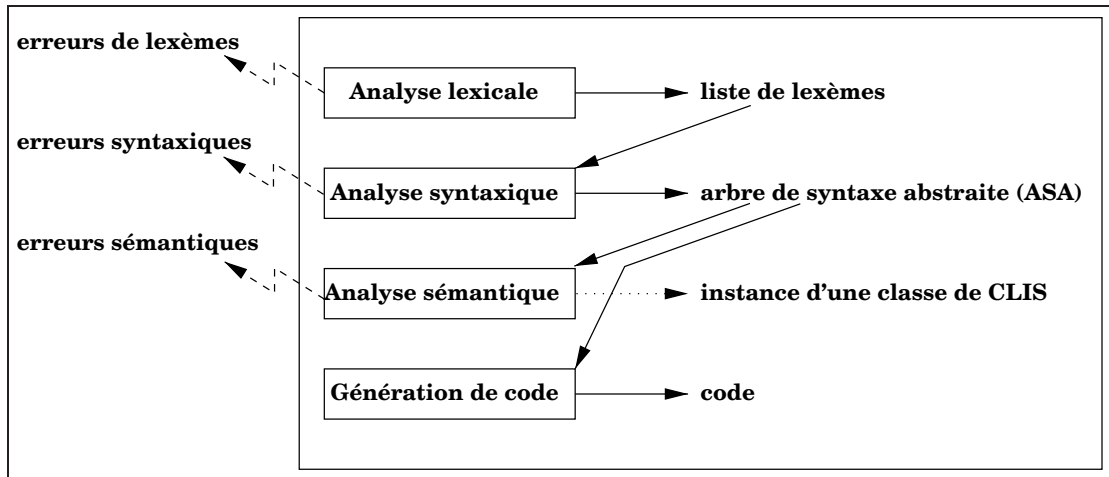 erreurs de lexèmes
Analyse lexicale
liste de lexèmes
erreurs syntaxiques
Analyse syntaxique
arbre de syntaxe abstraite (ASA)
erreurs sémantiques
Analyse sémantique
instance d'une classe de CLIS
Génération de code
code